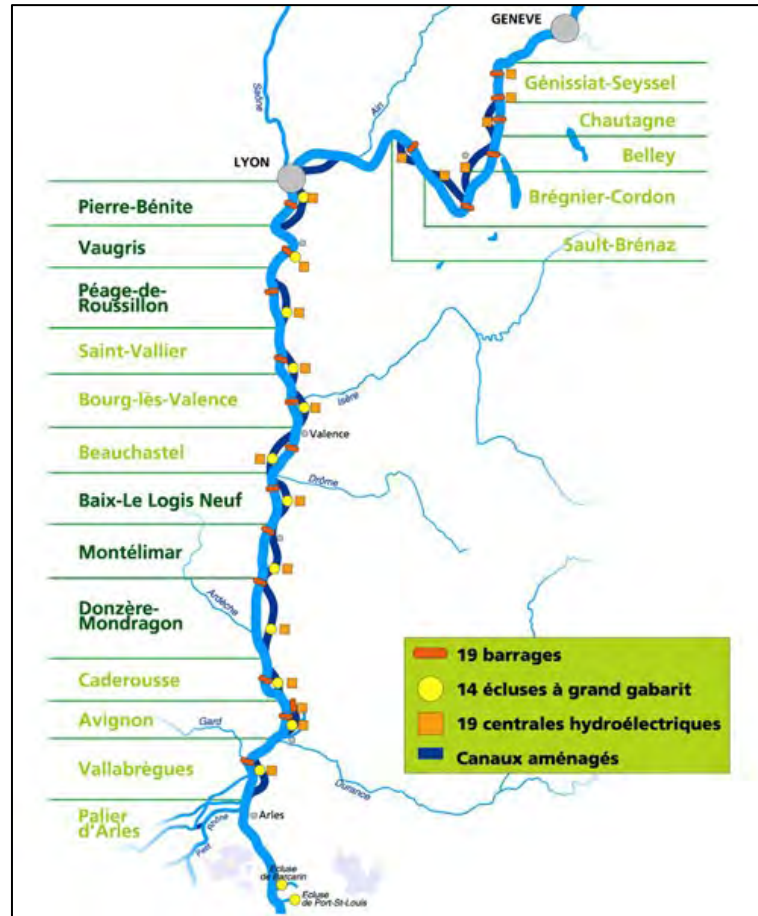 GENEVE
Saône
Ain
Génissiat-Seyssel
Chautagne
LYON
Belley
Brégnier-Cordon
Pierre-Bénite
Sault-Brénaz
Vaugris
Péage-de-
Roussillon
Saint-Vallier
Bourg-lès-Valence
Isère
Valence
Beauchastel
Drôme
Baix-Le Logis Neuf
Montélimar
Ardèche
Donzère-
Mondragon
19 barrages
Caderousse
14 écluses à grand gabarit
Avignon
Gard
19 centrales hydroélectriques
Canaux aménagés
Vallabrègues
Durance
Palier
d'Arles
Petit Rhône
Arles
Ecluse
de Barcarin
Ecluse
de Port-St-Louis